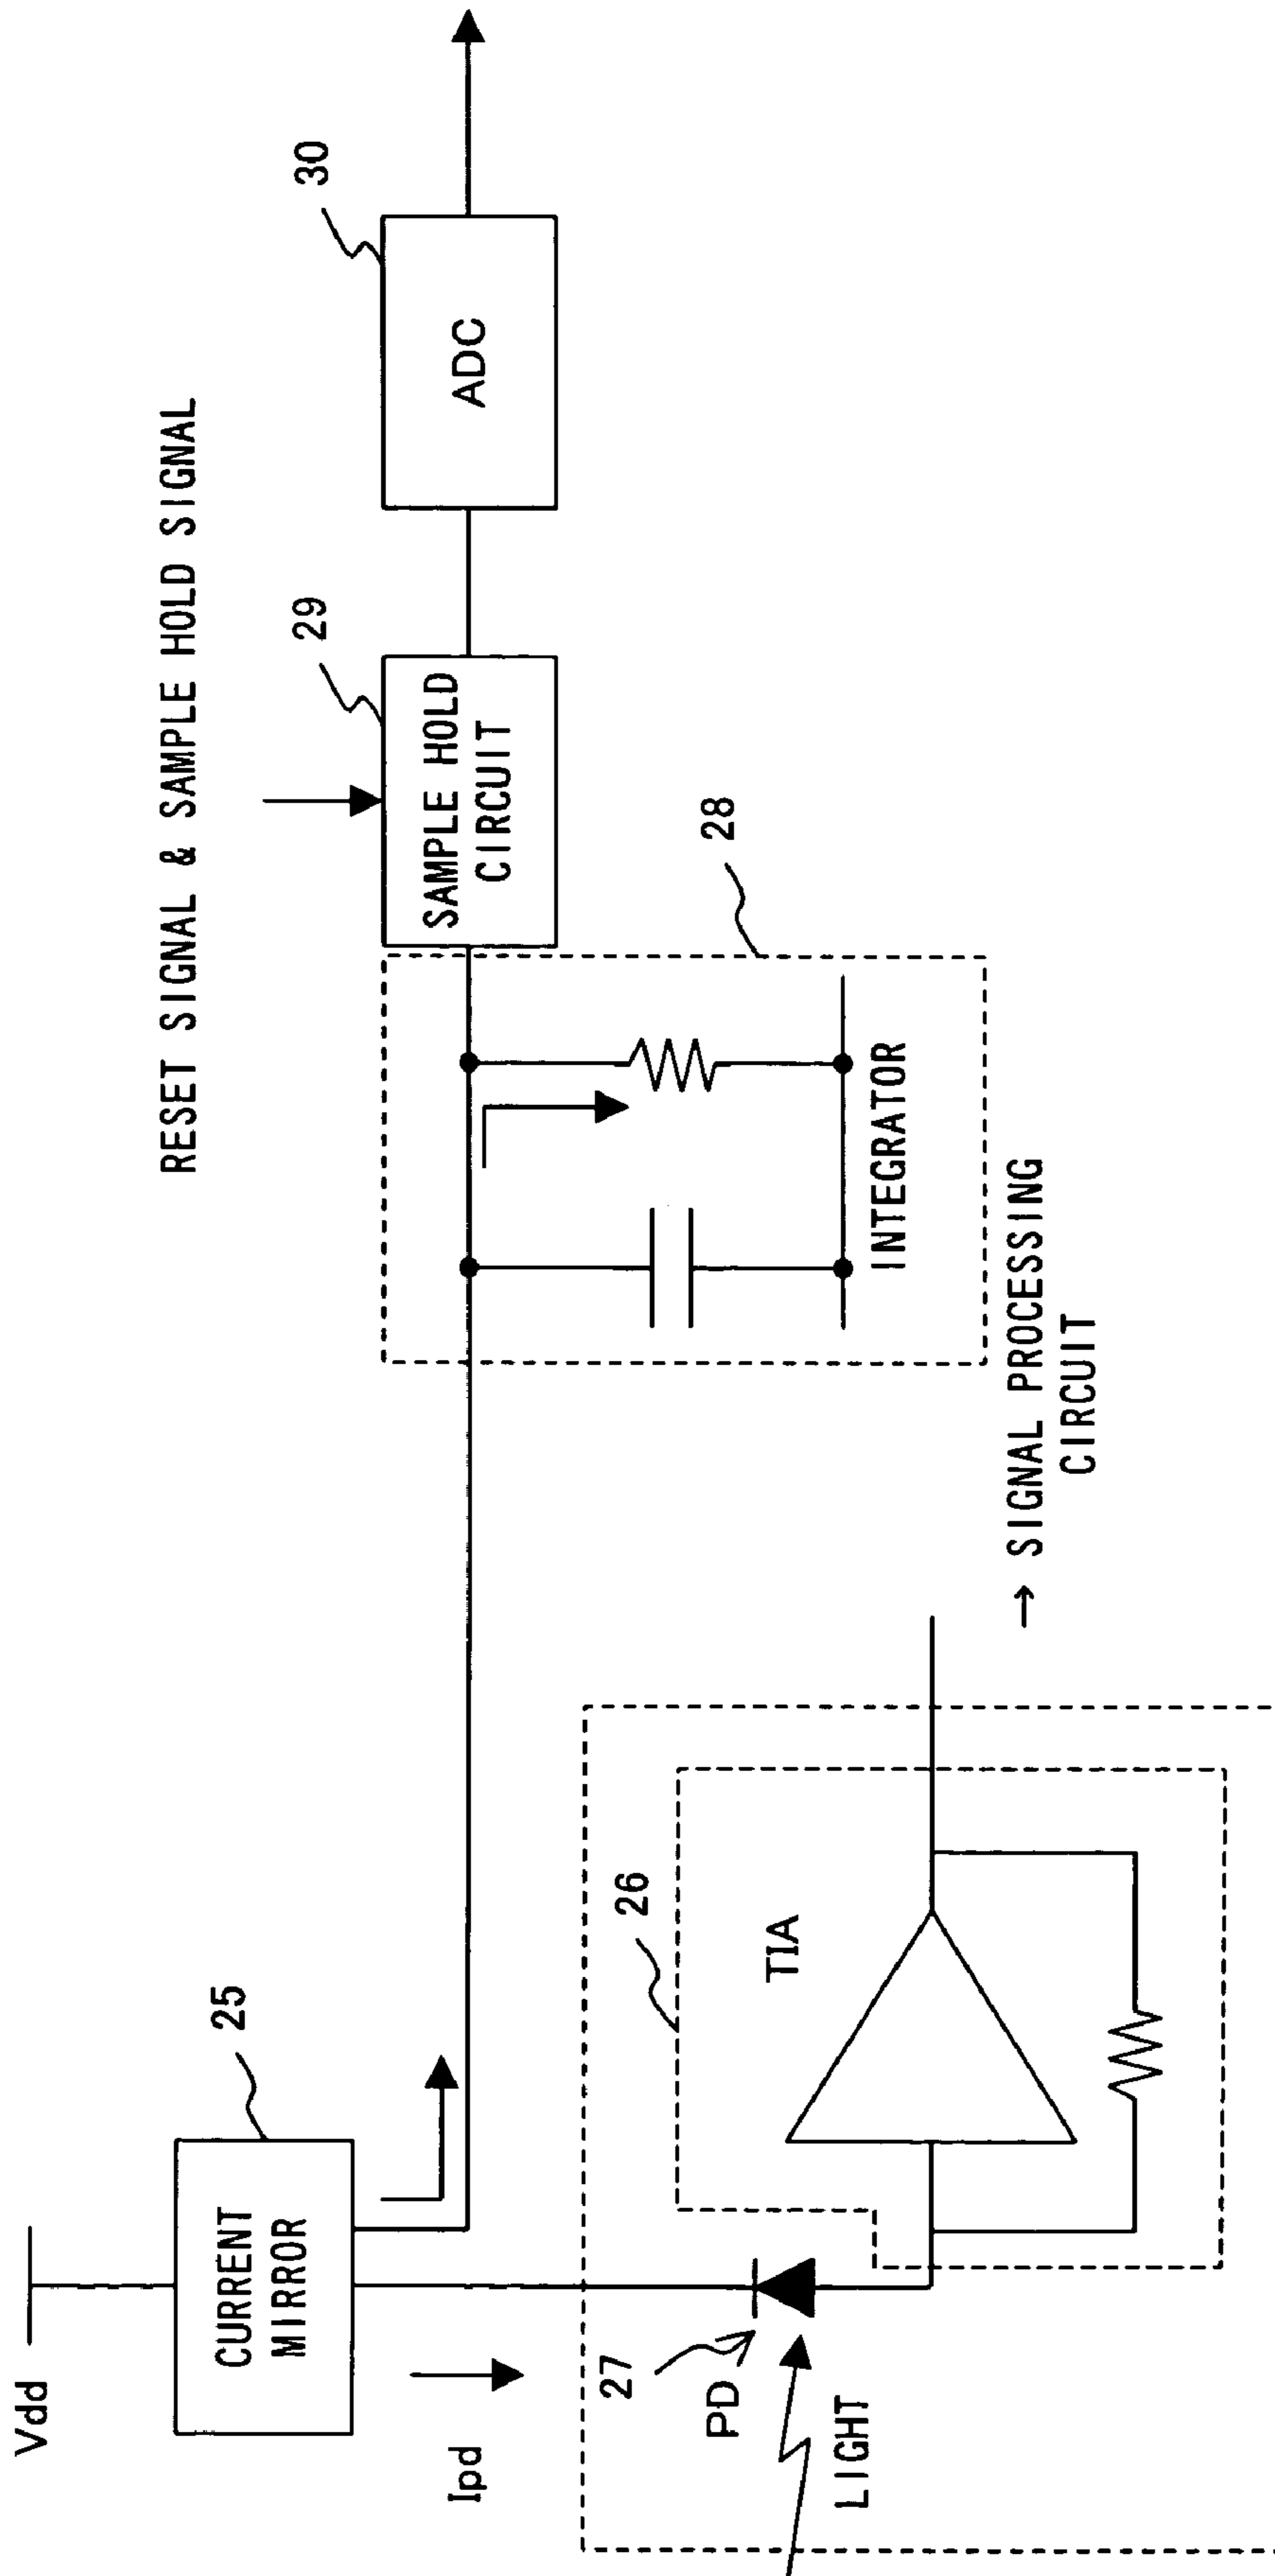 RESET SIGNAL & SAMPLE HOLD SIGNAL
Vdd
25
CURRENT
MIRROR
Ipd
29
SAMPLE HOLD
CIRCUIT
30
ADC
28
INTEGRATOR
27
PD
LIGHT
26
TIA
→ SIGNAL PROCESSING
CIRCUIT